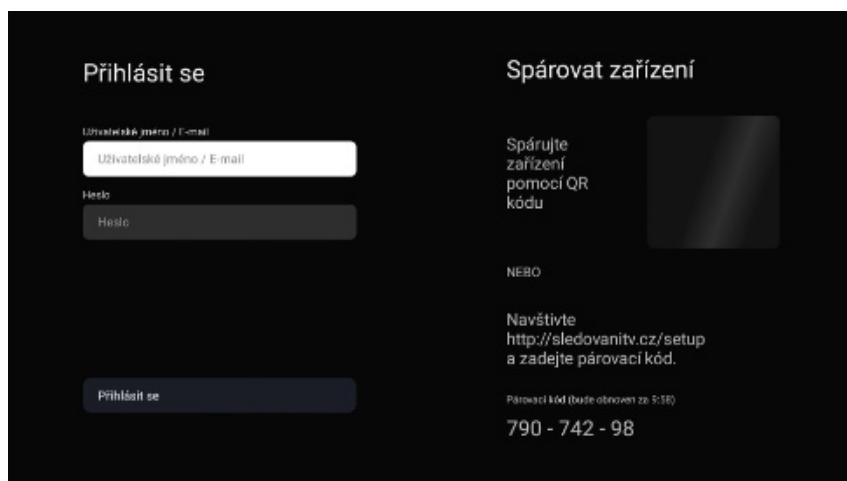 Přihlásit se
Uživatelské jméno / E-mail
Uživatelské jméno / E-mail
Heslo
Heslo
Přihlásit se
Spárovat zařízení
Spárujte
zařízení
pomocí QR
kódu
NEBO
Navštivte
http://sledovanitv.cz/setup
a zadejte párovací kód.
Párovací kód (bude obnoven za 9:58)
790 - 742 - 98